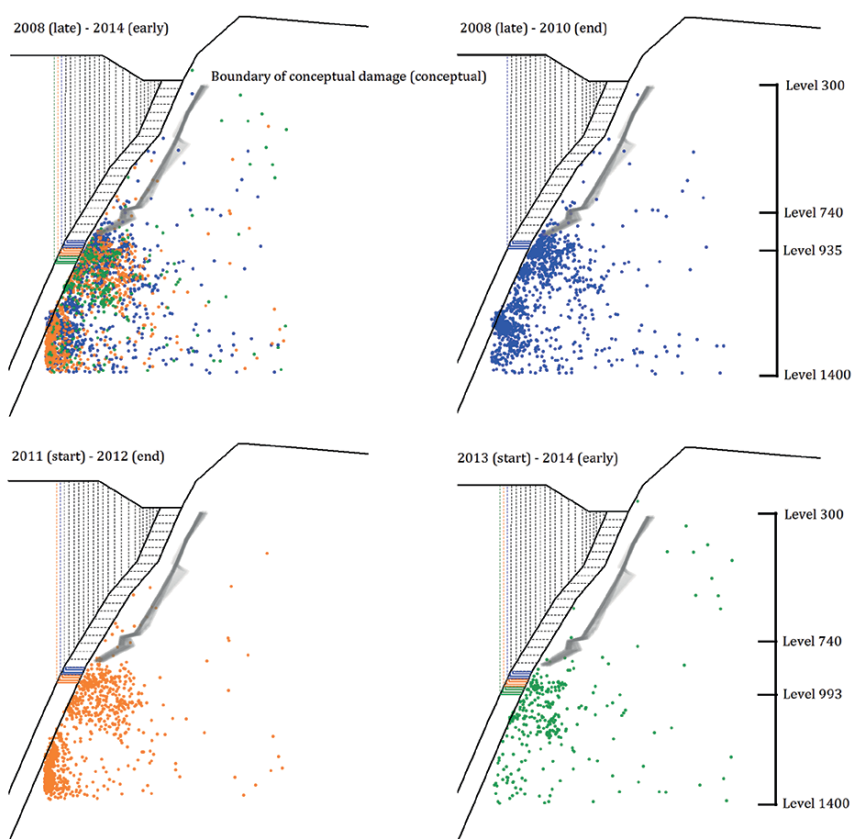 2008 (late) - 2014 (early)
2008 (late) - 2010 (end)
Boundary of conceptual damage (conceptual)
Level 300
Level 740
Level 935
Level 1400
2011 (start) - 2012 (end)
2013 (start) - 2014 (early)
Level 300
Level 740
Level 993
Level 1400